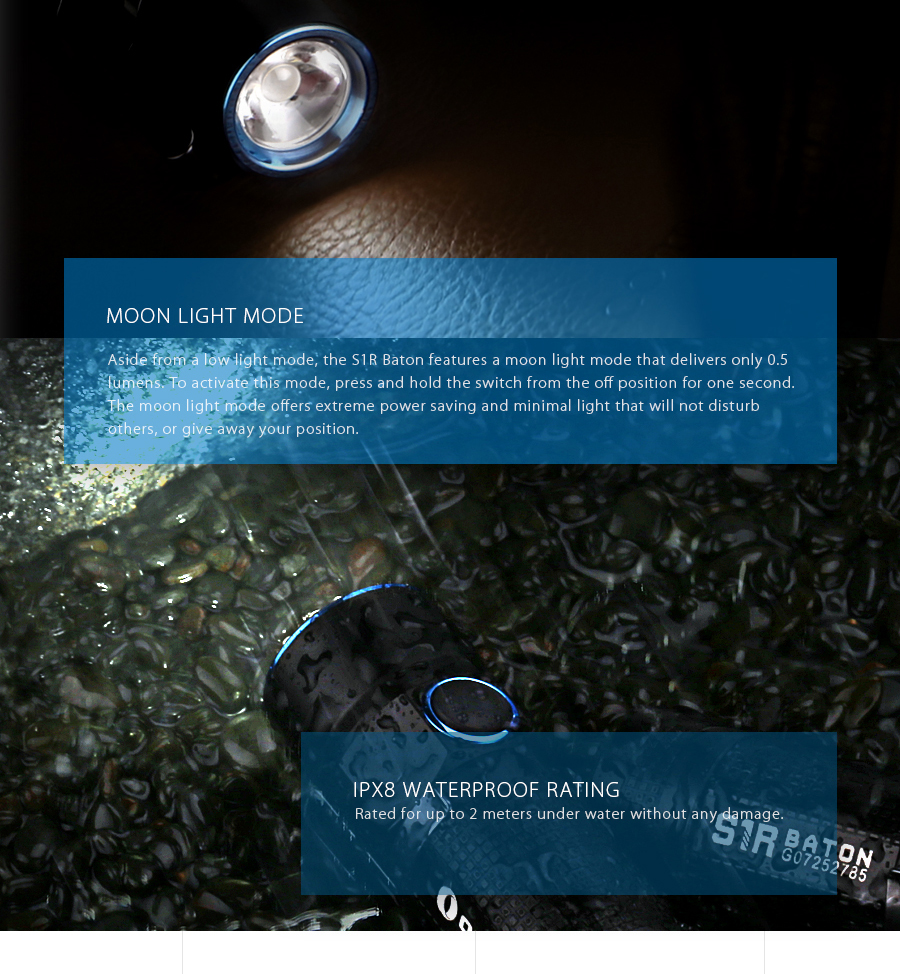 MOON LIGHT MODE
Aside from a low light mode, the S1R Baton features a moon light mode that delivers only 0.5
lumens. To activate this mode, press and hold the switch from the off position for one second.
The moon light mode offers extreme power saving and minimal light that will not disturb
others, or give away your position.
IPX8 WATERPROOF RATING
Rated for up to 2 meters under water without any damage.
S1R BATON
G07252785